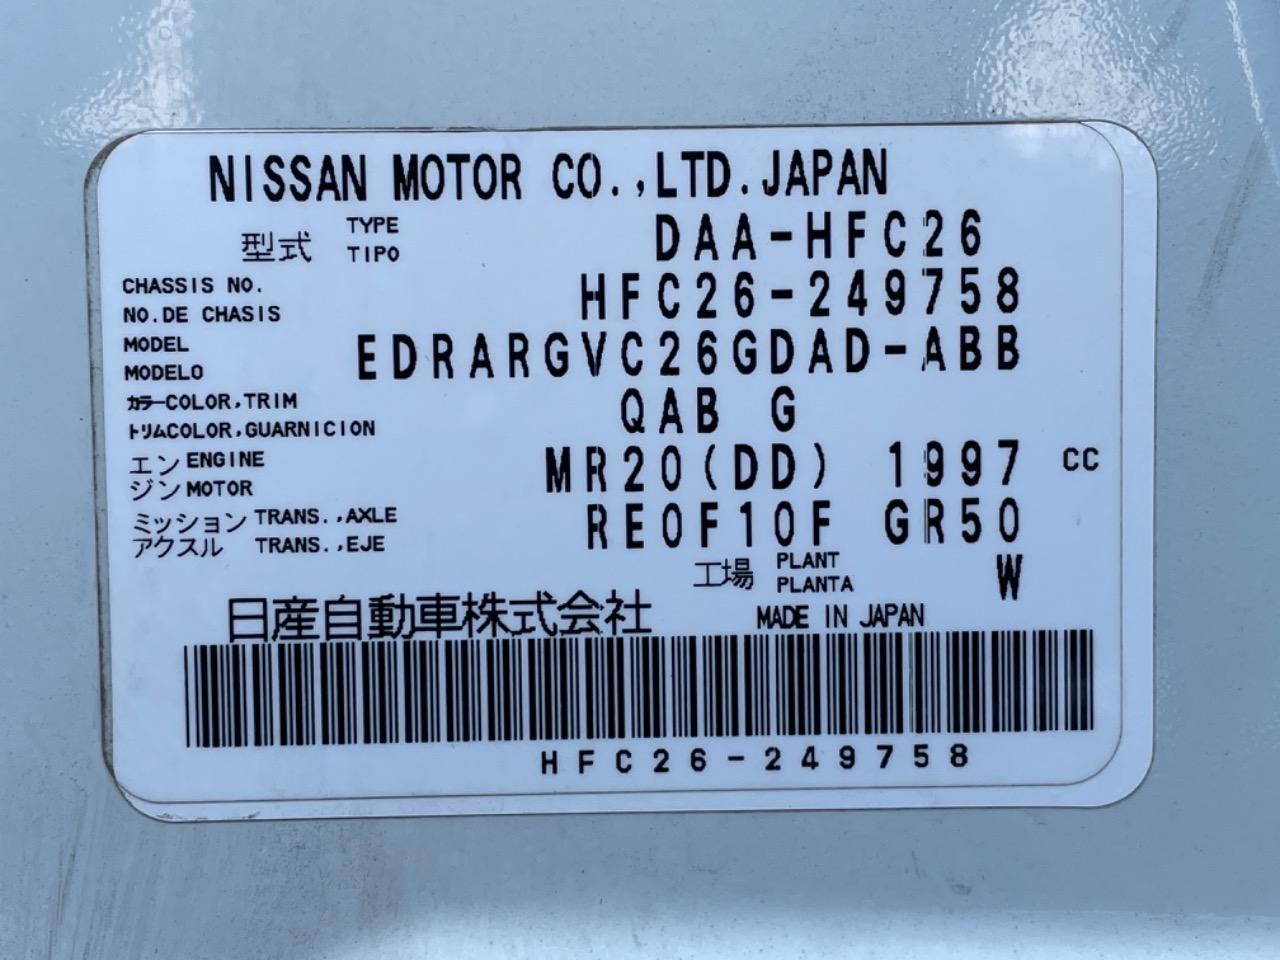 NISSAN MOTOR CO.,LTD.JAPAN
型式 TYPE TIPO DAA-HFC26
CHASSIS NO.
NO.DE CHASIS HFC26-249758
MODEL
MODELO EDRARGVC26GDAD-ABB
カラーCOLOR,TRIM
トリムCOLOR,GUARNICION QAB G
エンジン ENGINE MOTOR MR20(DD) 1997 CC
ミッション TRANS.,AXLE
アクスル TRANS.,EJE RE0F10F GR50
工場 PLANT PLANTA W
日産自動車株式会社 MADE IN JAPAN
HFC26-249758